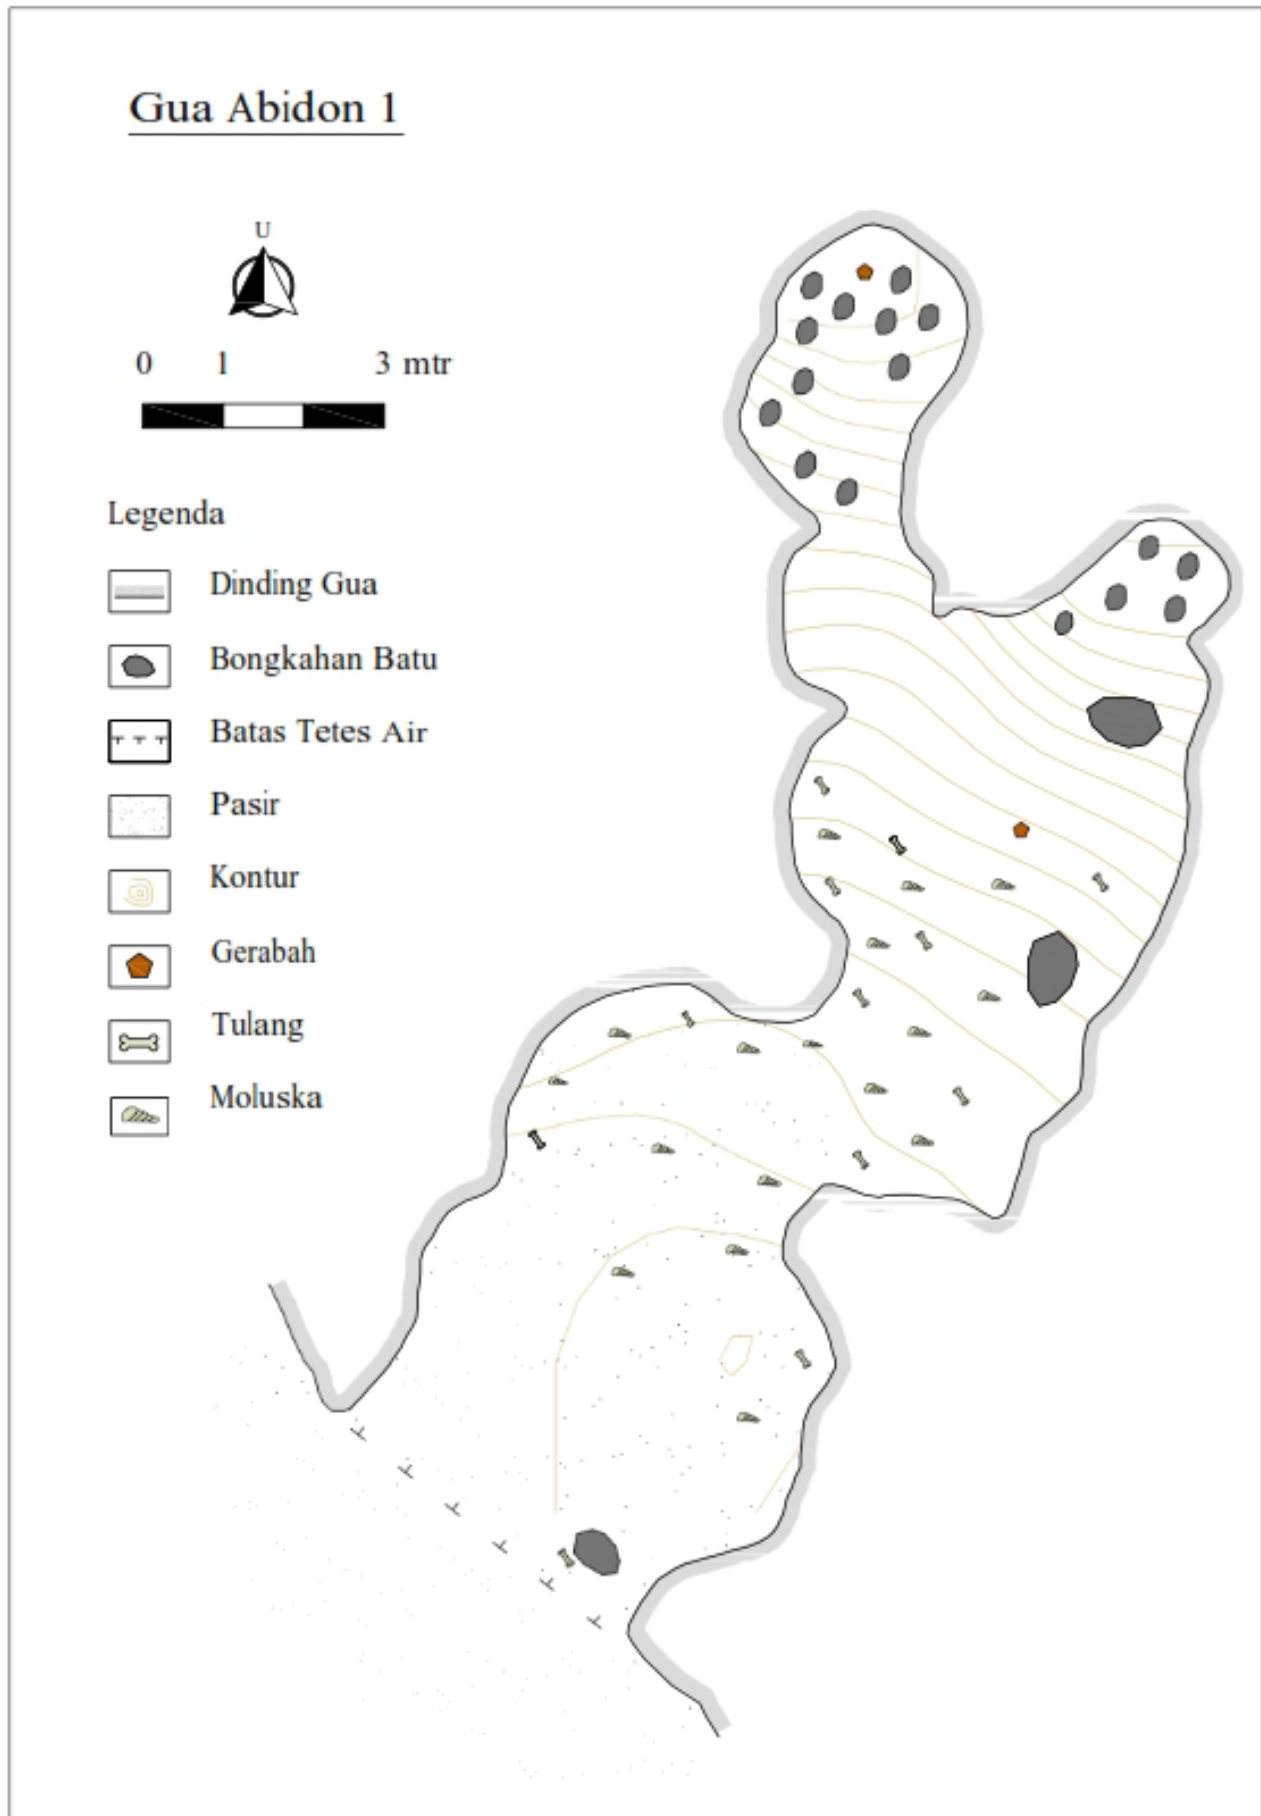 Gua Abidon 1
U
0 1 3 mtr
Legenda
Dinding Gua
Bongkahan Batu
Batas Tetes Air
Pasir
Kontur
Gerabah
Tulang
Moluska